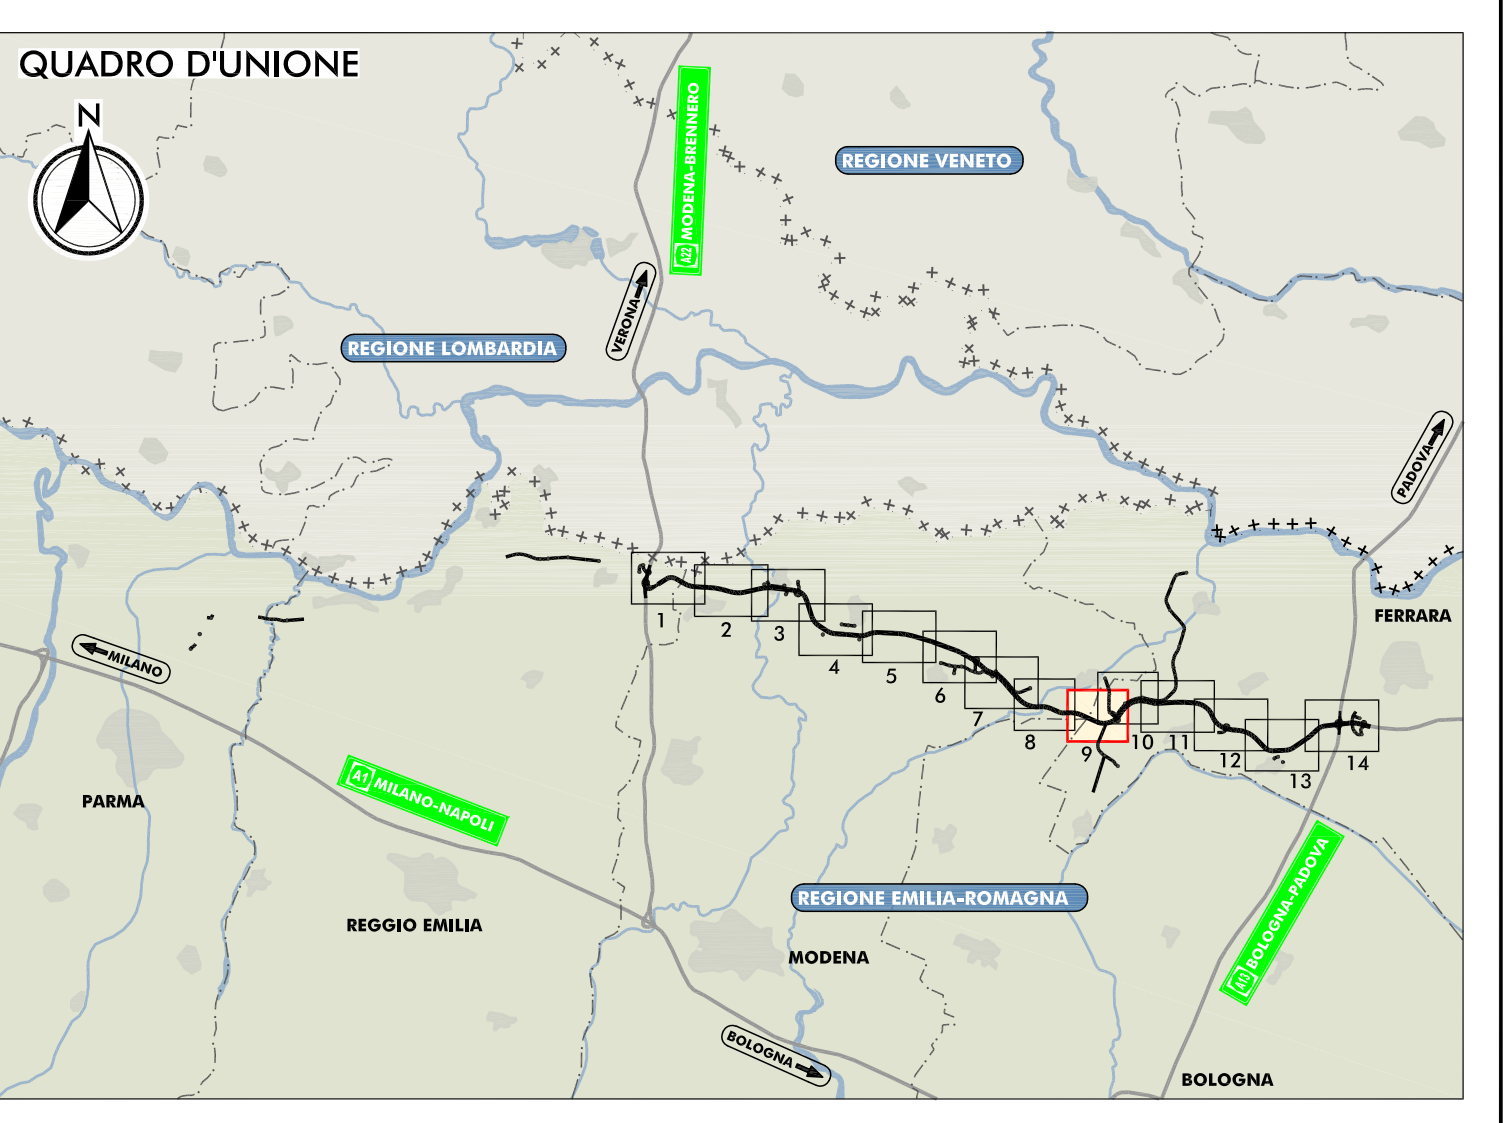 QUADRO D'UNIONE
N
A22 MODENA-BRENNERO
REGIONE VENETO
VERONA
REGIONE LOMBARDIA
PADOVA
FERRARA
1
2
3
4
5
6
7
8
9
10
11
12
13
14
MILANO
A1 MILANO-NAPOLI
PARMA
REGIONE EMILIA-ROMAGNA
A13 BOLOGNA-PADOVA
REGGIO EMILIA
MODENA
BOLOGNA
BOLOGNA